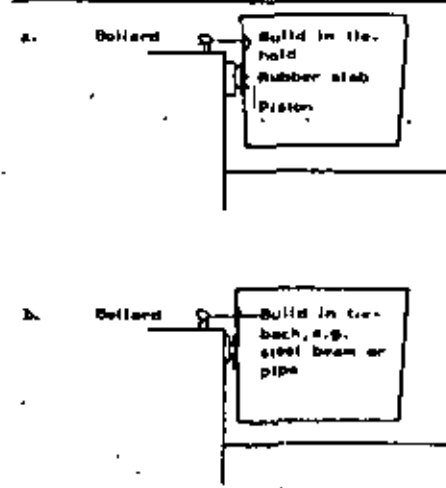 a. Bollard Build in tie-
hold
Rubber slab
Piston
b. Bollard Build in tie-
back, e.g.
steel beam or
pipe